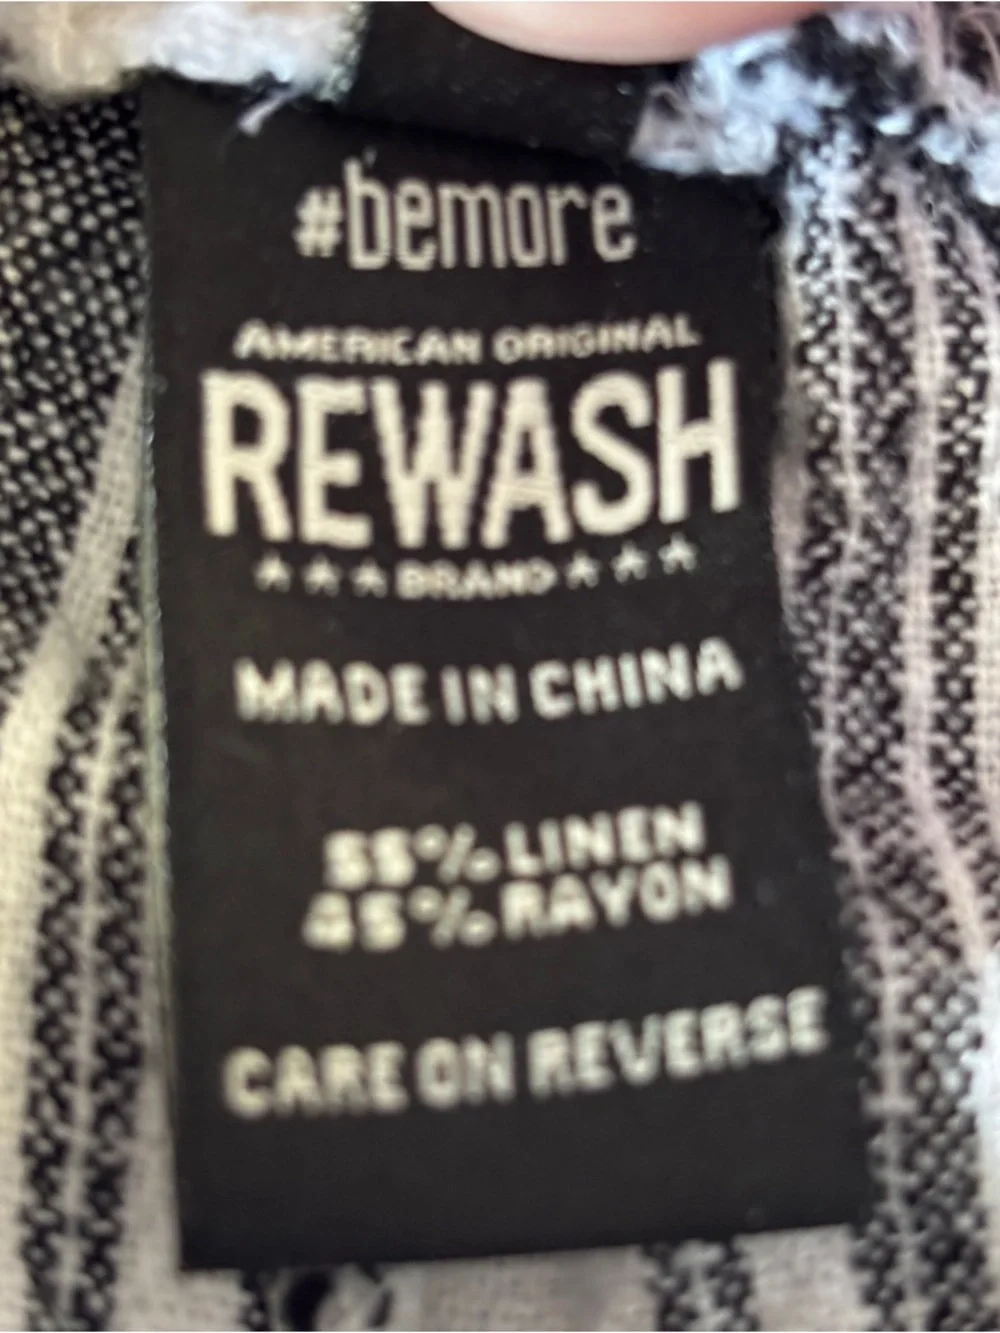 #bemore
AMERICAN ORIGINAL
REWASH
★ ★ ★ BRAND ★ ★ ★
MADE IN CHINA
55% LINEN
45% RAYON
CARE ON REVERSE